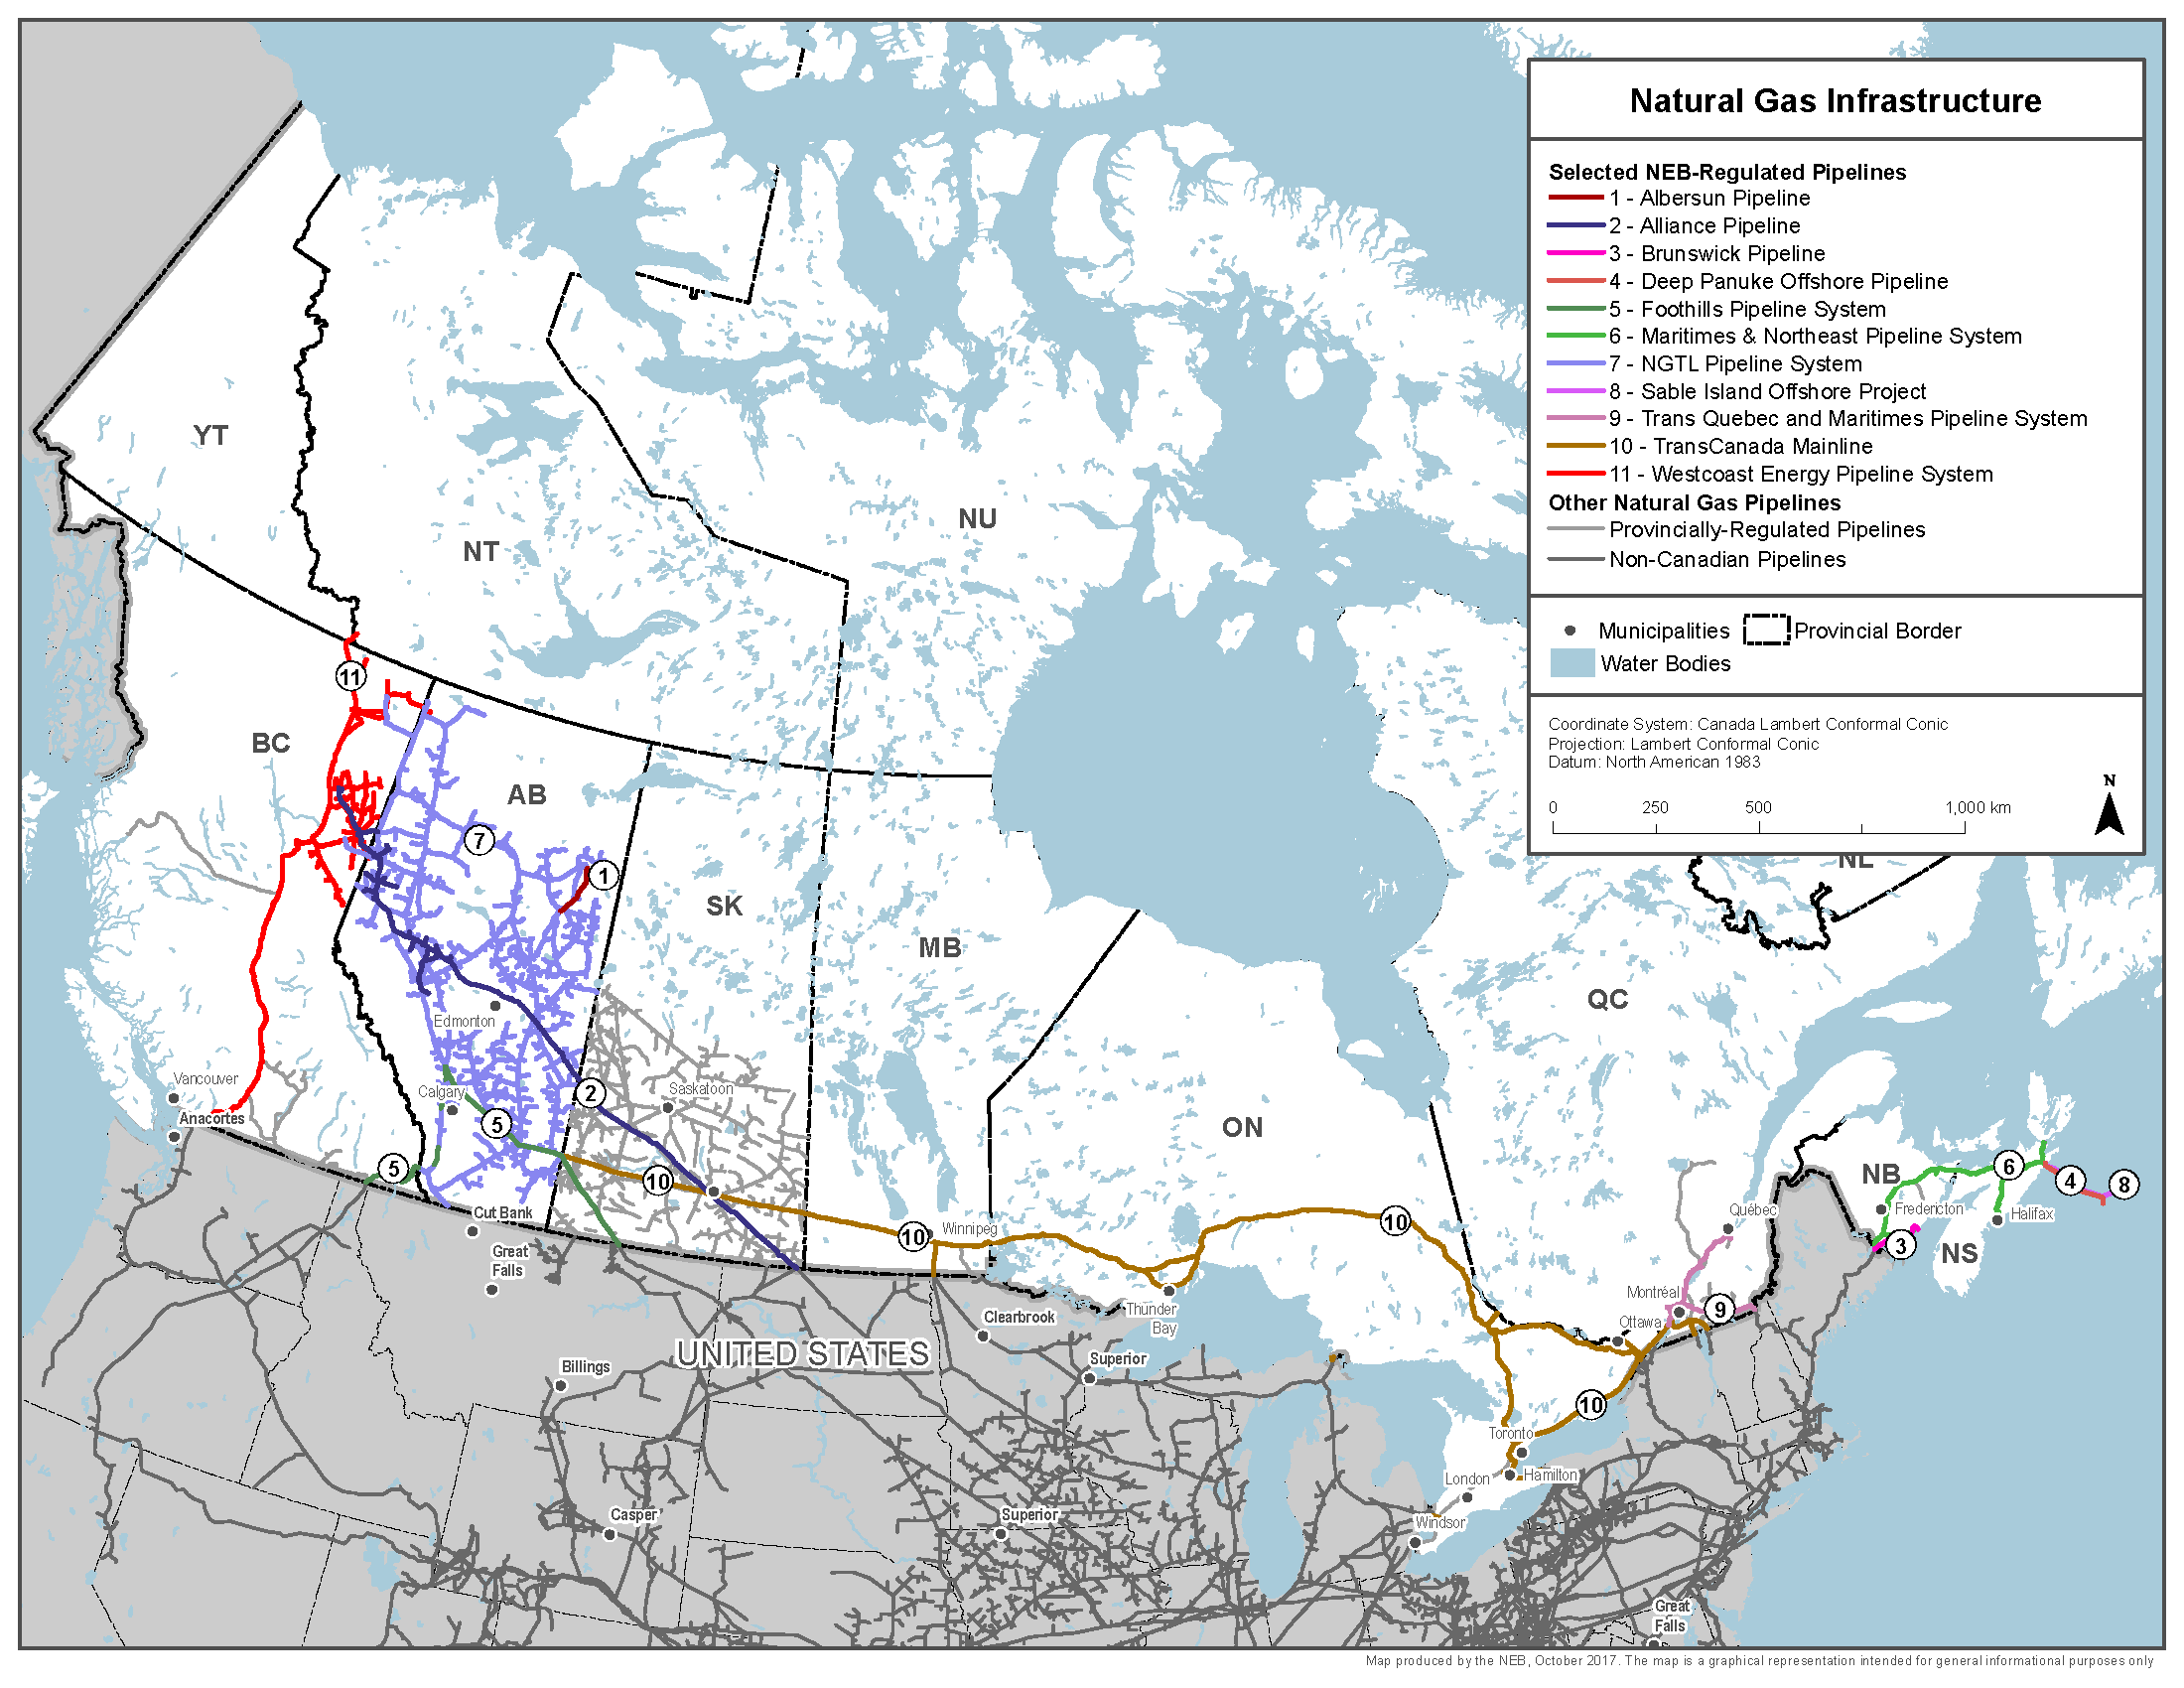 Natural Gas Infrastructure
Selected NEB-Regulated Pipelines
1 - Albersun Pipeline
2 - Alliance Pipeline
3 - Brunswick Pipeline
4 - Deep Panuke Offshore Pipeline
5 - Foothills Pipeline System
6 - Maritimes & Northeast Pipeline System
7 - NGTL Pipeline System
8 - Sable Island Offshore Project
9 - Trans Quebec and Maritimes Pipeline System
10 - TransCanada Mainline
11 - Westcoast Energy Pipeline System
Other Natural Gas Pipelines
Provincially-Regulated Pipelines
Non-Canadian Pipelines
Municipalities
Provincial Border
Water Bodies
Coordinate System: Canada Lambert Conformal Conic
Projection: Lambert Conformal Conic
Datum: North American 1983
N
0 250 500 1,000 km
YT
NT
NU
11
BC
AB
7
1
NL
SK
MB
QC
Edmonton
Vancouver
Calgary
2
Saskatoon
Anacortes
5
ON
5
10
NB
6
4
8
Cut Bank
Great
Falls
10
Winnipeg
10
Québec
Fredericton
Halifax
3
NS
Clearbrook
Thunder
Bay
Montréal
9
Ottawa
UNITED STATES
Billings
Superior
10
Toronto
London
Hamilton
Casper
Superior
Windsor
Great
Falls
Map produced by the NEB, October 2017. The map is a graphical representation intended for general informational purposes only